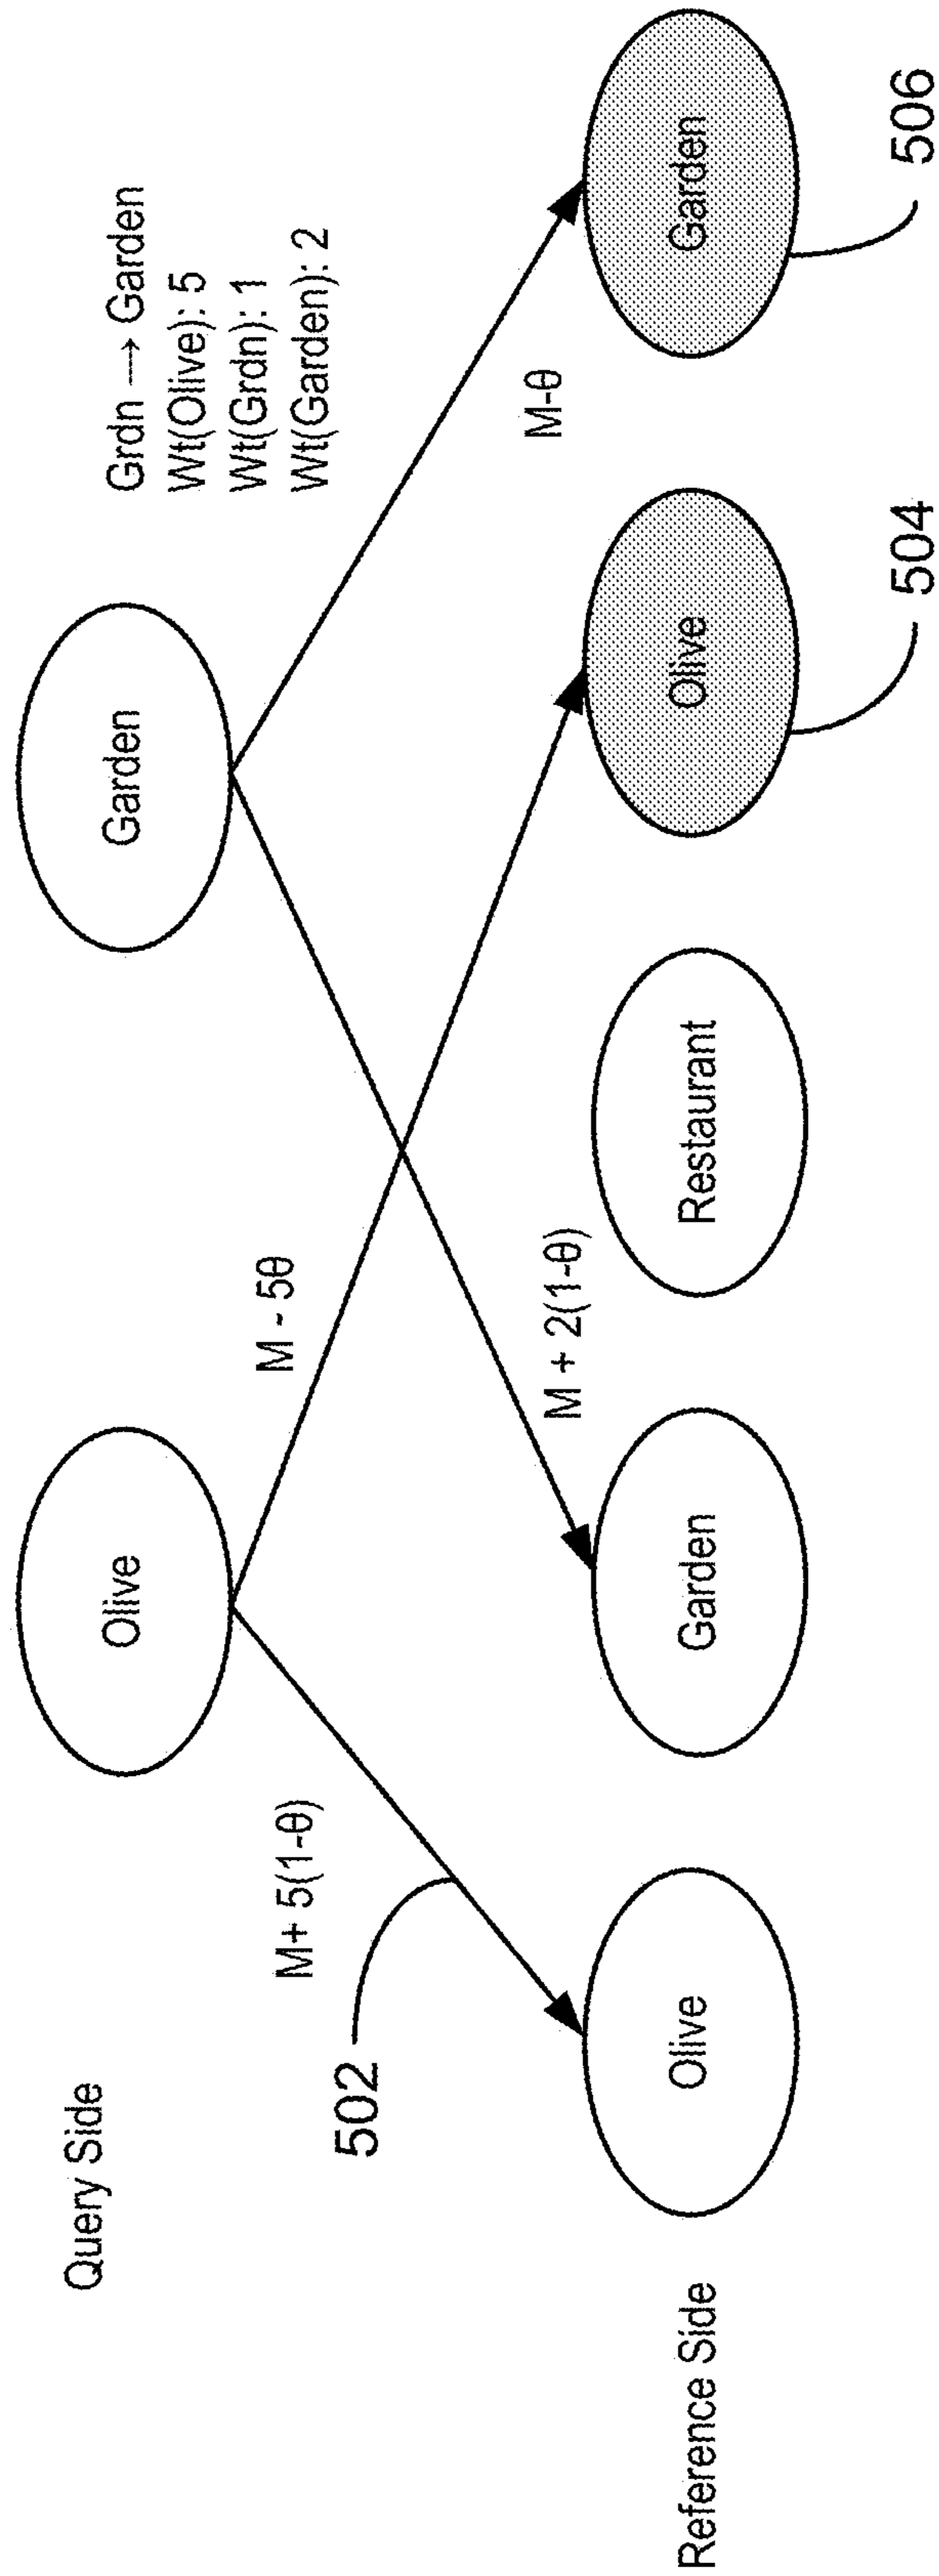 Query Side
Olive
Garden
Grdn → Garden
Wt(Olive): 5
Wt(Grdn): 1
Wt(Garden): 2
M+ 5(1-θ)
M - 5θ
502
M + 2(1-θ)
M-θ
Reference Side
Olive
Garden
Restaurant
Olive
Garden
504
506